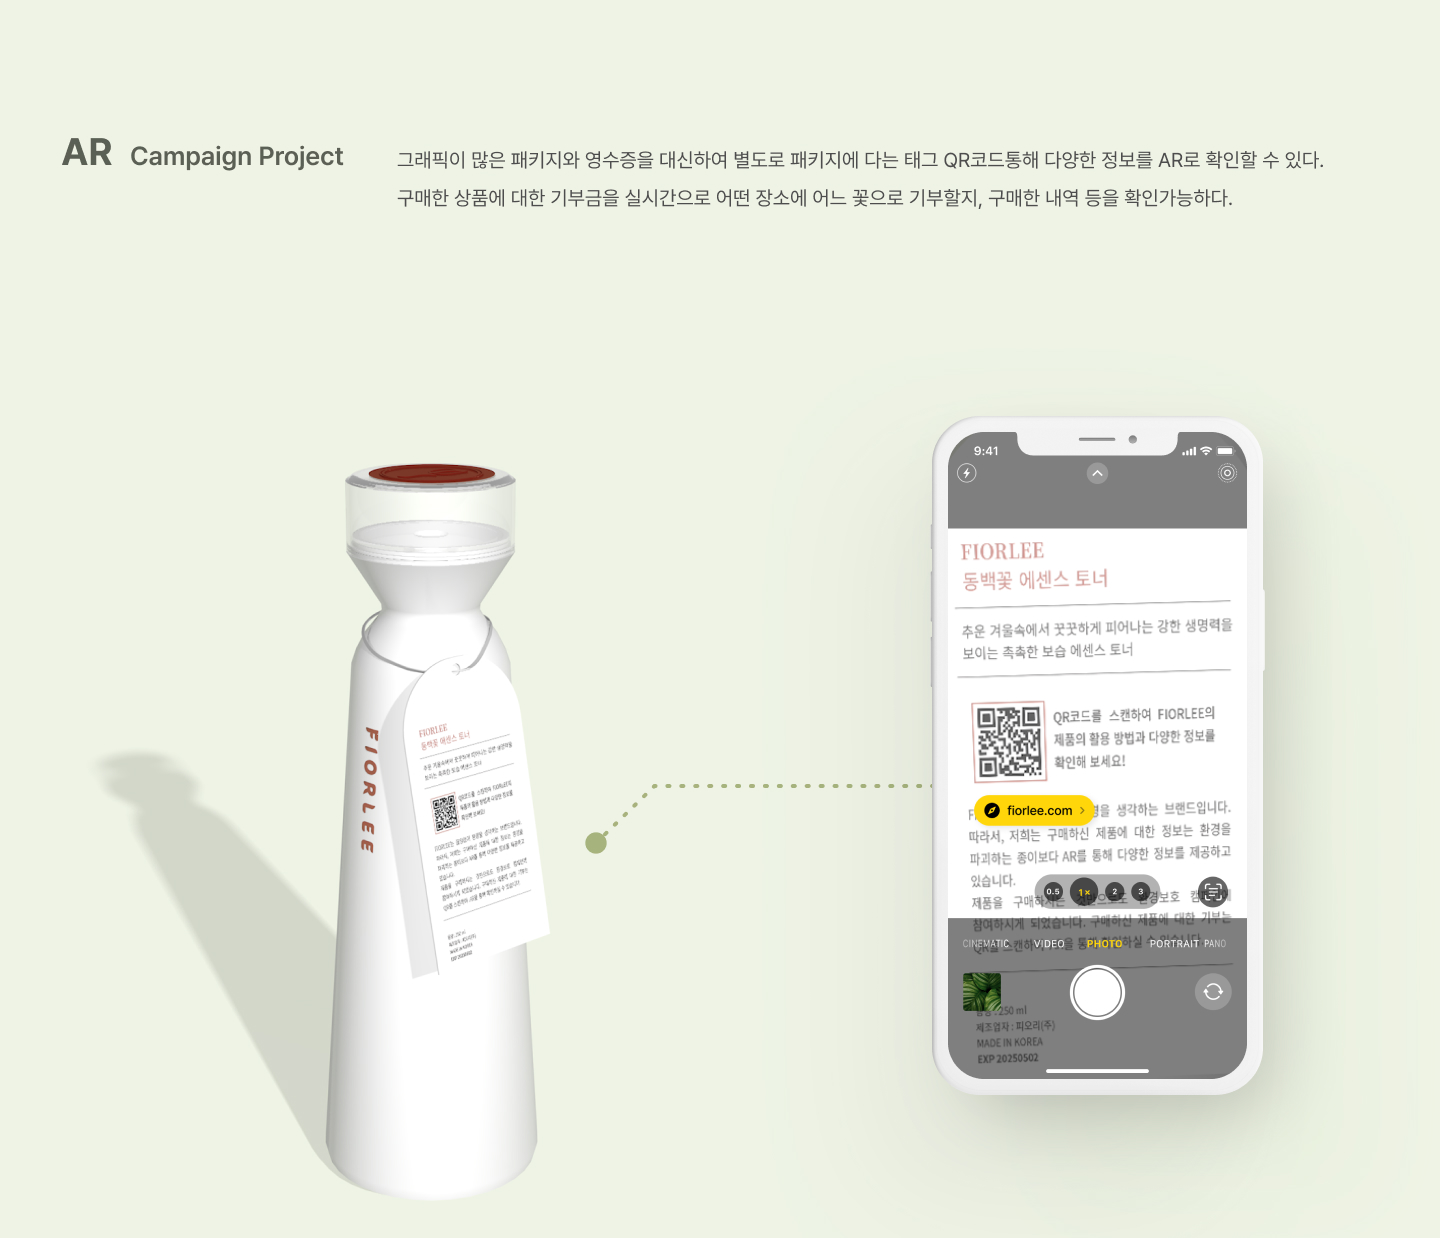 AR Campaign Project
그래픽이 많은 패키지와 영수증을 대신하여 별도로 패키지에 다는 태그 QR코드통해 다양한 정보를 AR로 확인할 수 있다.
구매한 상품에 대한 기부금을 실시간으로 어떤 장소에 어느 꽃으로 기부할지, 구매한 내역 등을 확인가능하다.
FIORLEE
FIORLEE
동백꽃 에센스 토너
9:41
FIORLEE
동백꽃 에센스 토너
추운 겨울속에서 꿋꿋하게 피어나는 강한 생명력을
보이는 촉촉한 보습 에센스 토너
QR코드를 스캔하여 FIORLEE의
제품의 활용 방법과 다양한 정보를
확인해 보세요!
fiorlee.com
생각하는 브랜드입니다.
따라서, 저희는 구매하신 제품에 대한 정보는 환경을
파괴하는 종이보다 AR를 통해 다양한 정보를 제공하고
있습니다.
0.5 1× 2 3
제품을 구매하시는
참여하시게 되었습니다. 구매하신 제품에 대한 기부는
CINEMATIC VIDEO PHOTO PORTRAIT PANO
250 ml
제조업자 : 피오리(주)
MADE IN KOREA
EXP 20250502